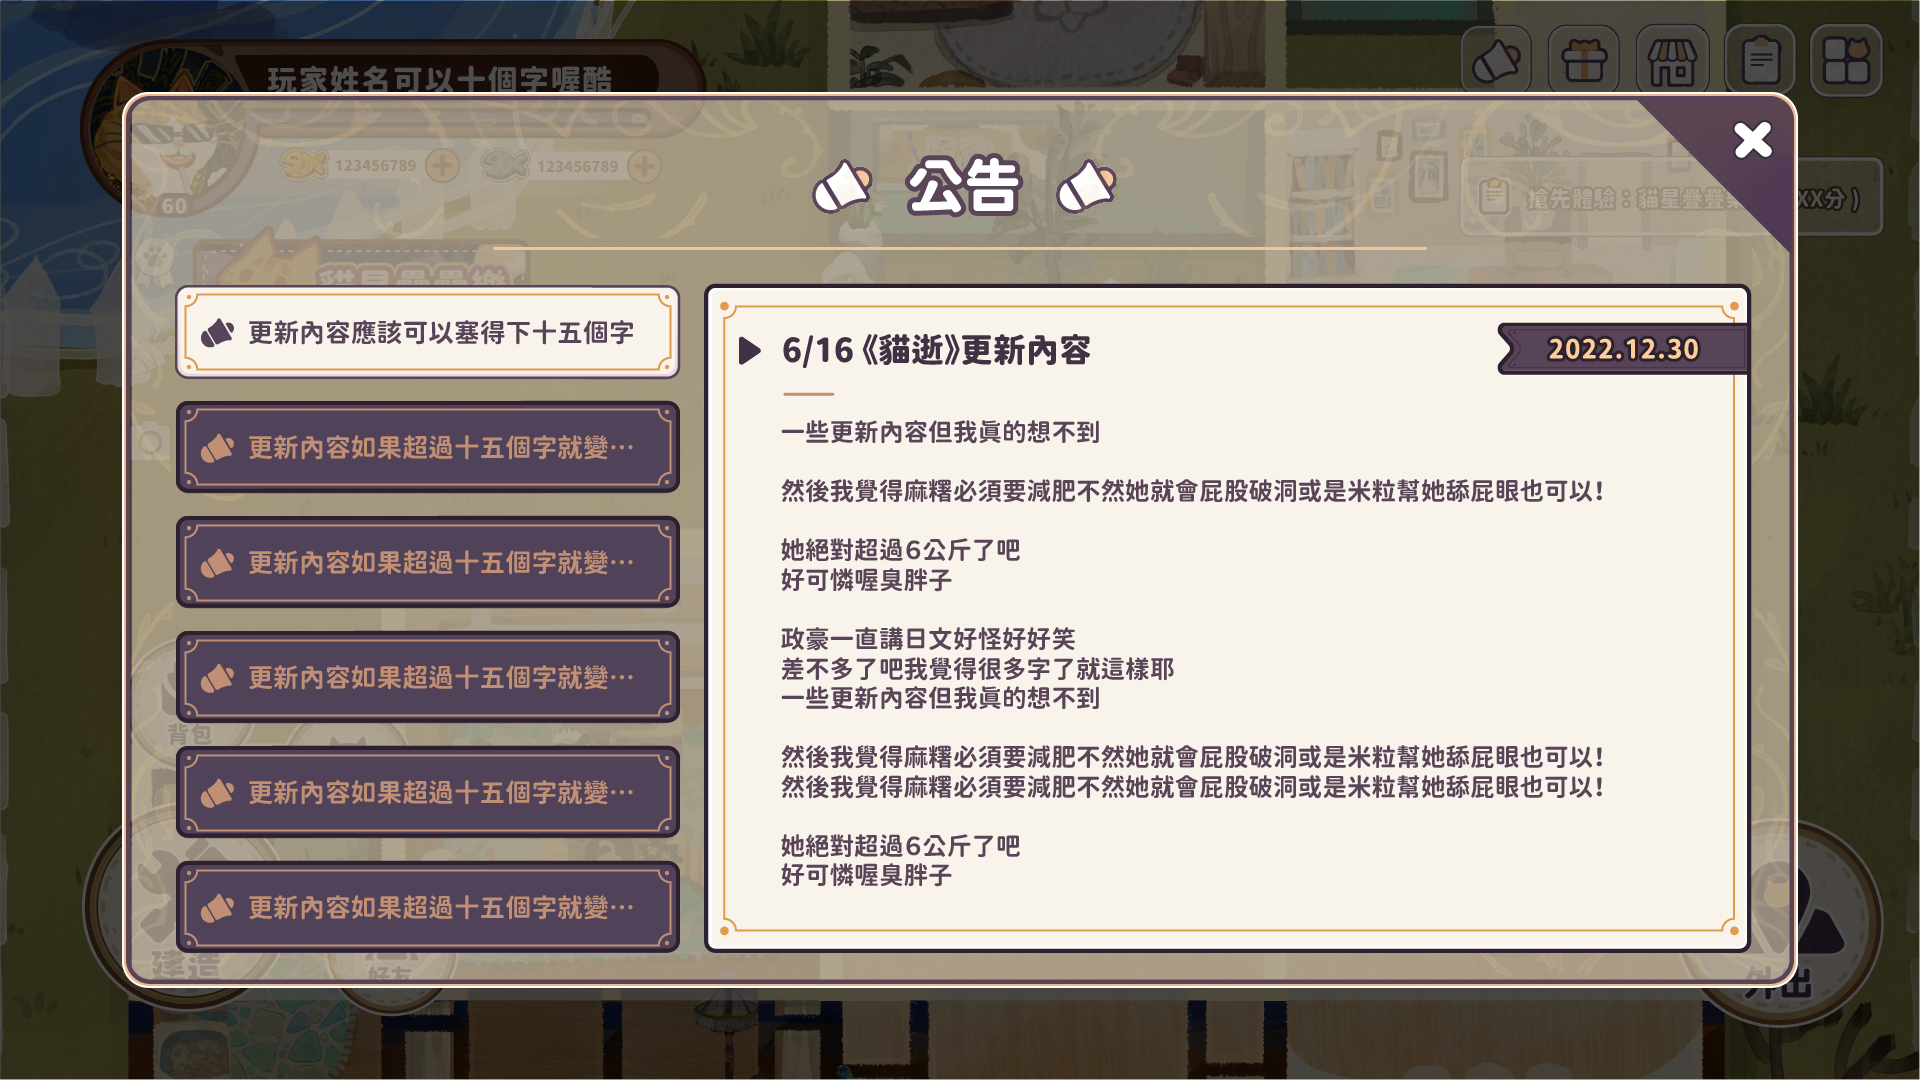 玩家姓名可以十個字喔酷
123456789
123456789
60
搶先體驗：貓星疊疊樂
XX分 )
公告
貓星疊疊樂
更新內容應該可以塞得下十五個字
更新內容如果超過十五個字就變⋯
更新內容如果超過十五個字就變⋯
更新內容如果超過十五個字就變⋯
更新內容如果超過十五個字就變⋯
更新內容如果超過十五個字就變⋯
6/16《貓逝》更新內容
2022.12.30
一些更新內容但我真的想不到
然後我覺得麻糬必須要減肥不然她就會屁股破洞或是米粒幫她舔屁眼也可以！
她絕對超過6公斤了吧
好可憐喔臭胖子
政豪一直講日文好怪好好笑
差不多了吧我覺得很多字了就這樣耶
一些更新內容但我真的想不到
然後我覺得麻糬必須要減肥不然她就會屁股破洞或是米粒幫她舔屁眼也可以！
然後我覺得麻糬必須要減肥不然她就會屁股破洞或是米粒幫她舔屁眼也可以！
她絕對超過6公斤了吧
好可憐喔臭胖子
背包
建造
好友
外出